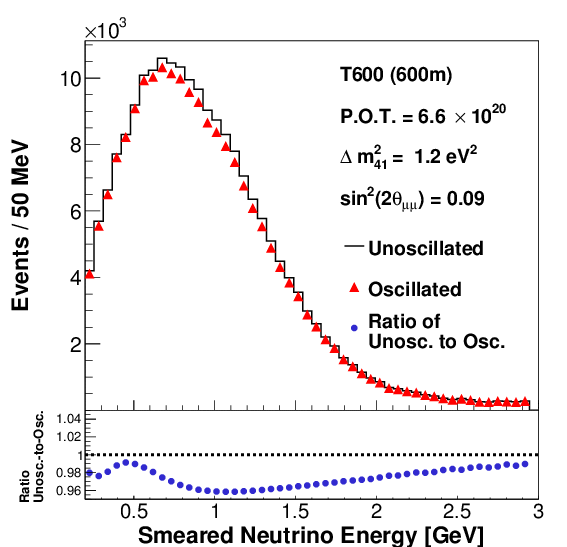 ×10³
10
8
6
4
2
Events / 50 MeV
T600 (600m)
P.O.T. = 6.6 × 10²⁰
Δ m²₄₁ = 1.2 eV²
sin²(2θ_μμ) = 0.09
Unoscillated
Oscillated
Ratio of
Unosc. to Osc.
1.04
1.02
1
0.98
0.96
Ratio
Unosc.-to-Osc.
0.5 1 1.5 2 2.5 3
Smeared Neutrino Energy [GeV]